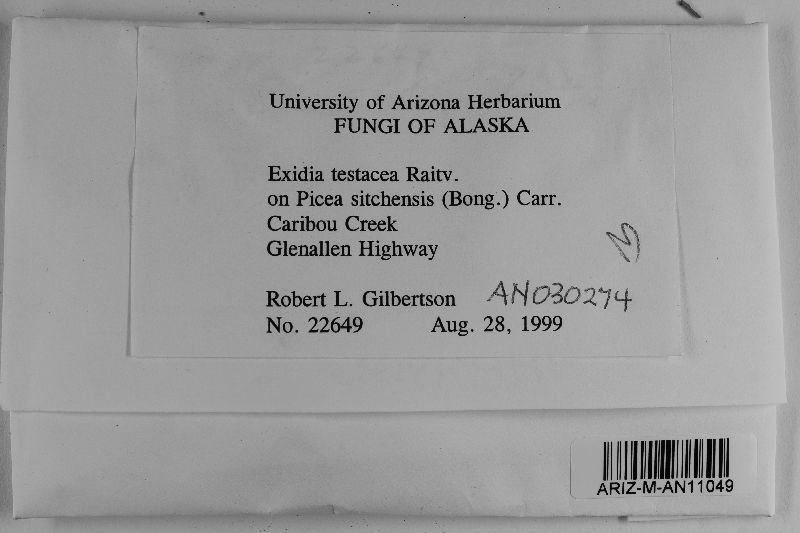 University of Arizona Herbarium
FUNGI OF ALASKA
Exidia testacea Raitv.
on Picea sitchensis (Bong.) Carr.
Caribou Creek
Glenallen Highway
Robert L. Gilbertson AN030274
No. 22649 Aug. 28, 1999
ARIZ-M-AN11049